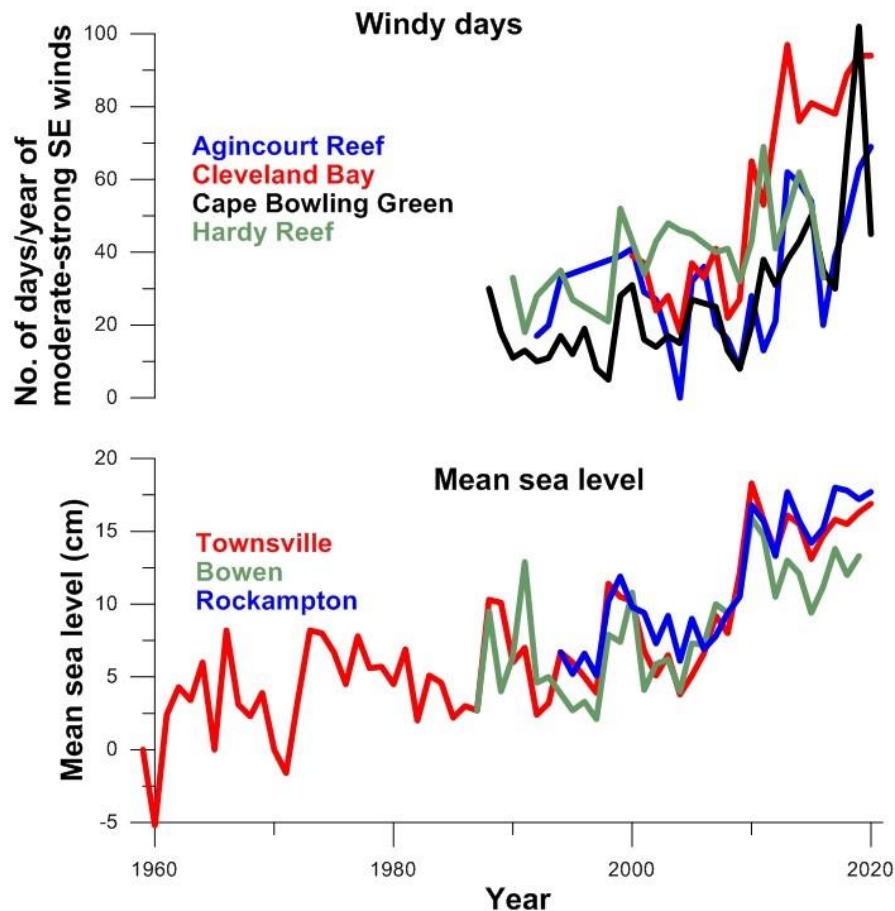 Windy days
No. of days/year of
moderate-strong SE winds
100
80
60
40
20
0
Agincourt Reef
Cleveland Bay
Cape Bowling Green
Hardy Reef
Mean sea level
Mean sea level (cm)
20
15
10
5
0
-5
Townsville
Bowen
Rockampton
1960
1980
2000
2020
Year